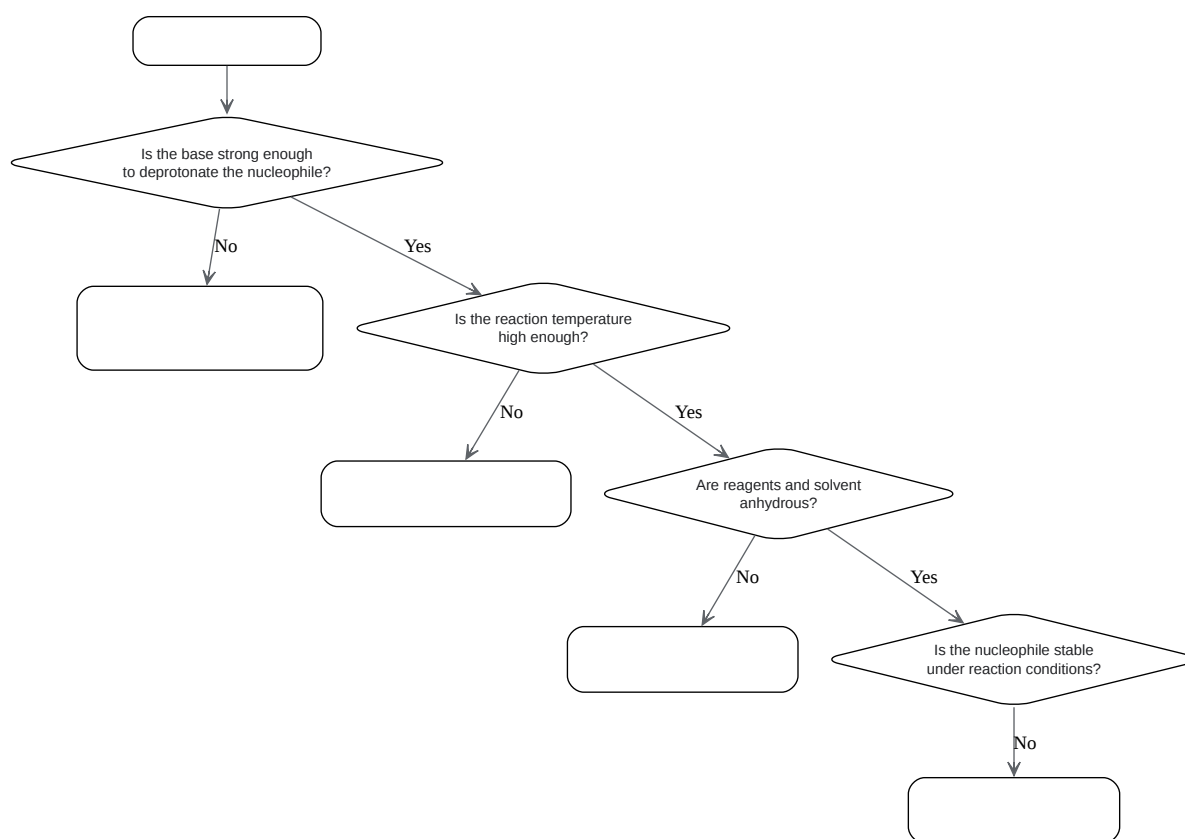 Is the base strong enough
to deprotonate the nucleophile?
No
Yes
Is the reaction temperature
high enough?
No
Yes
Are reagents and solvent
anhydrous?
No
Yes
Is the nucleophile stable
under reaction conditions?
No